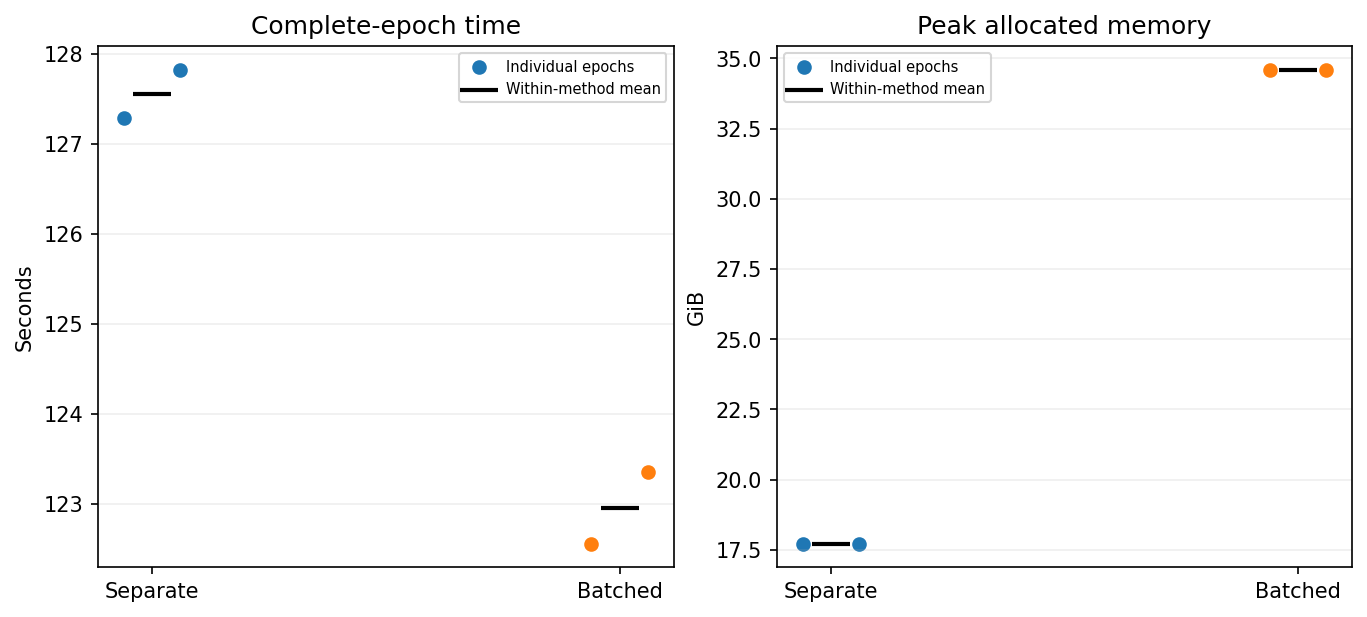 Complete-epoch time
128
127
126
125
124
123
Seconds
Individual epochs
Within-method mean
Separate
Batched
Peak allocated memory
35.0
32.5
30.0
27.5
25.0
22.5
20.0
17.5
GiB
Individual epochs
Within-method mean
Separate
Batched